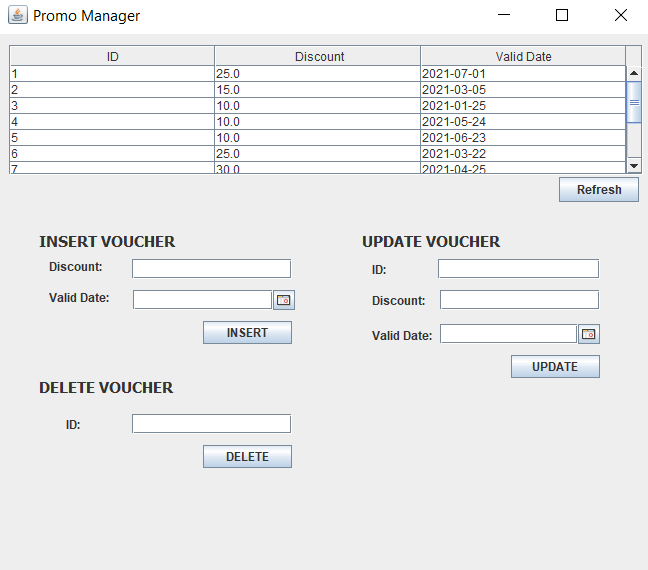 Promo Manager
ID Discount Valid Date
1 25.0 2021-07-01
2 15.0 2021-03-05
3 10.0 2021-01-25
4 10.0 2021-05-24
5 10.0 2021-06-23
6 25.0 2021-03-22
7 30.0 2021-04-25
Refresh
INSERT VOUCHER
Discount:
Valid Date:
INSERT
UPDATE VOUCHER
ID:
Discount:
Valid Date:
UPDATE
DELETE VOUCHER
ID:
DELETE